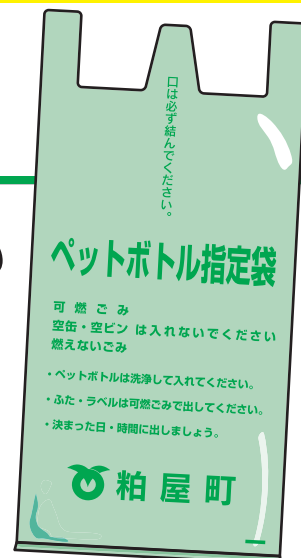 口は必ず結んでください。
ペットボトル指定袋
可燃ごみ
空缶・空ビン は入れないでください
燃えないごみ
・ペットボトルは洗浄して入れてください。
・ふた・ラベルは可燃ごみで出してください。
・決まった日・時間に出しましょう。
粕屋町